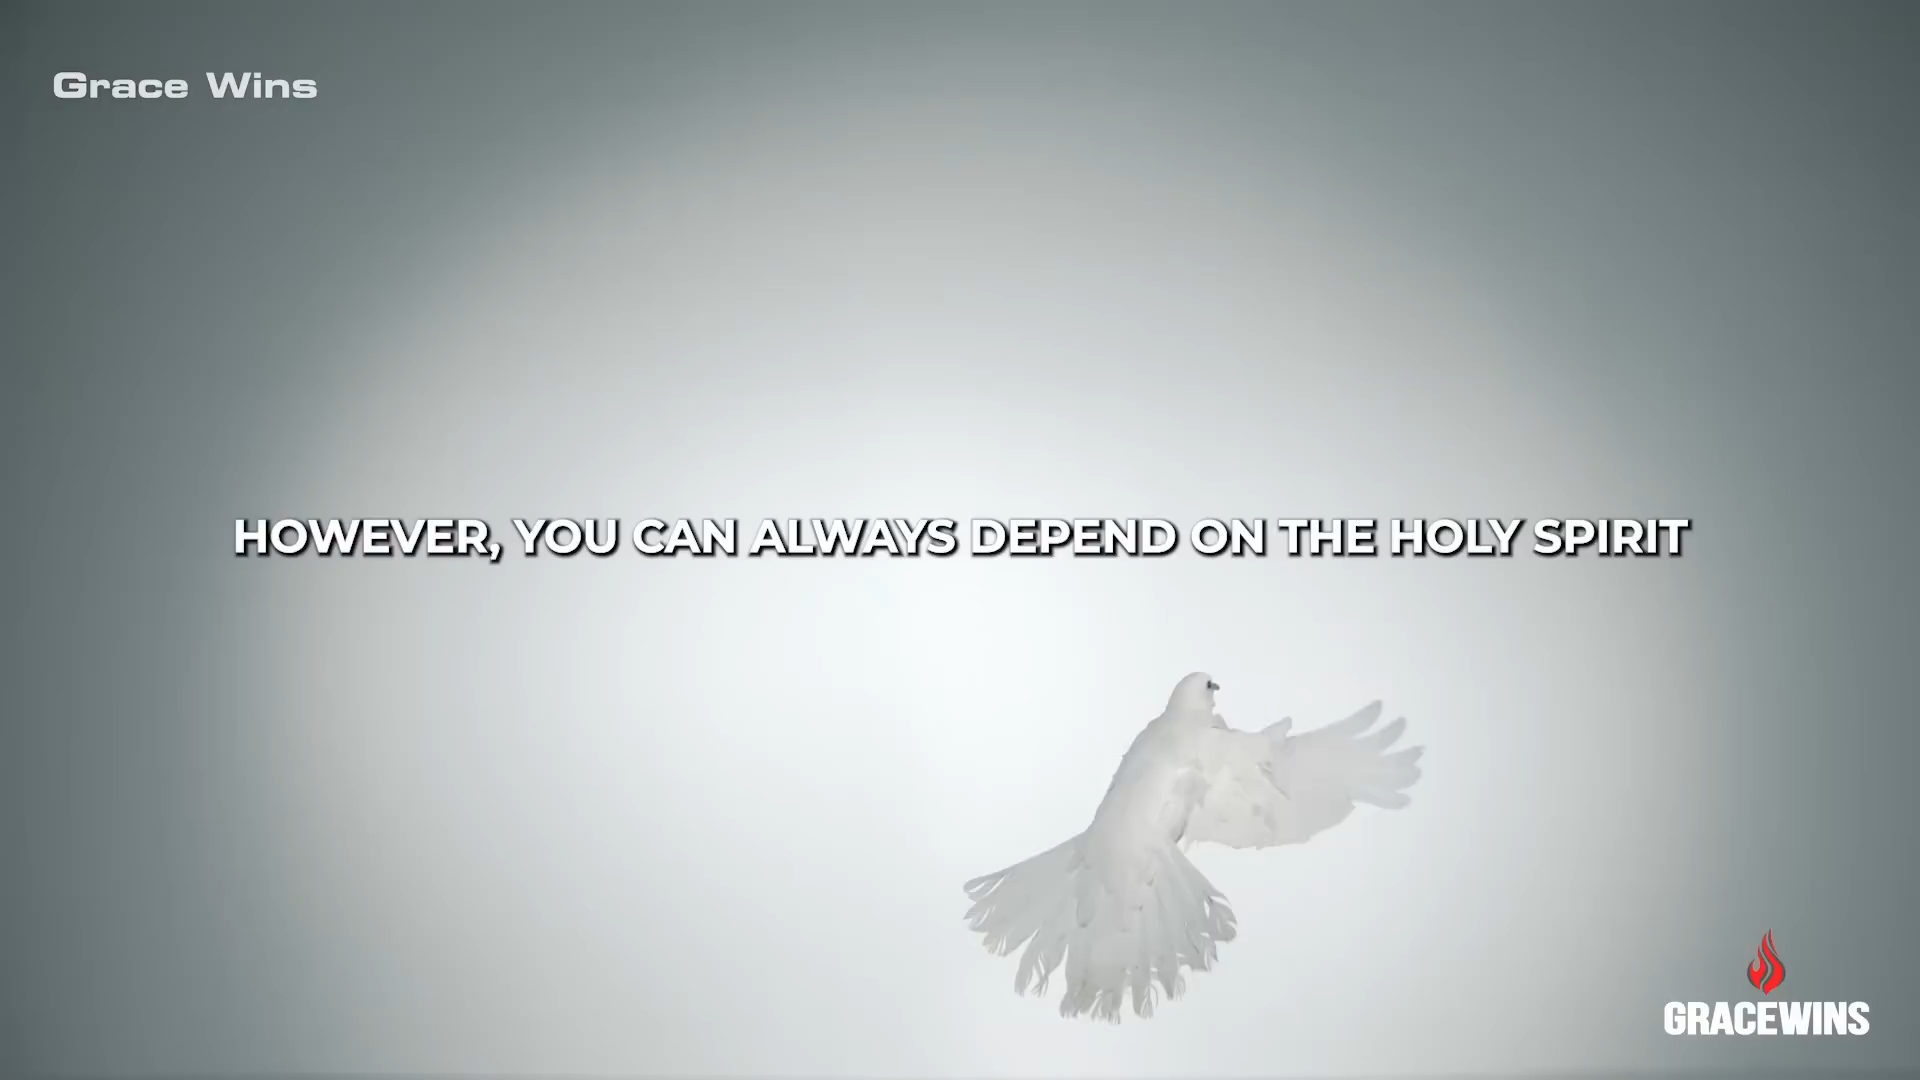 Grace Wins
HOWEVER, YOU CAN ALWAYS DEPEND ON THE HOLY SPIRIT
GRACEWINS